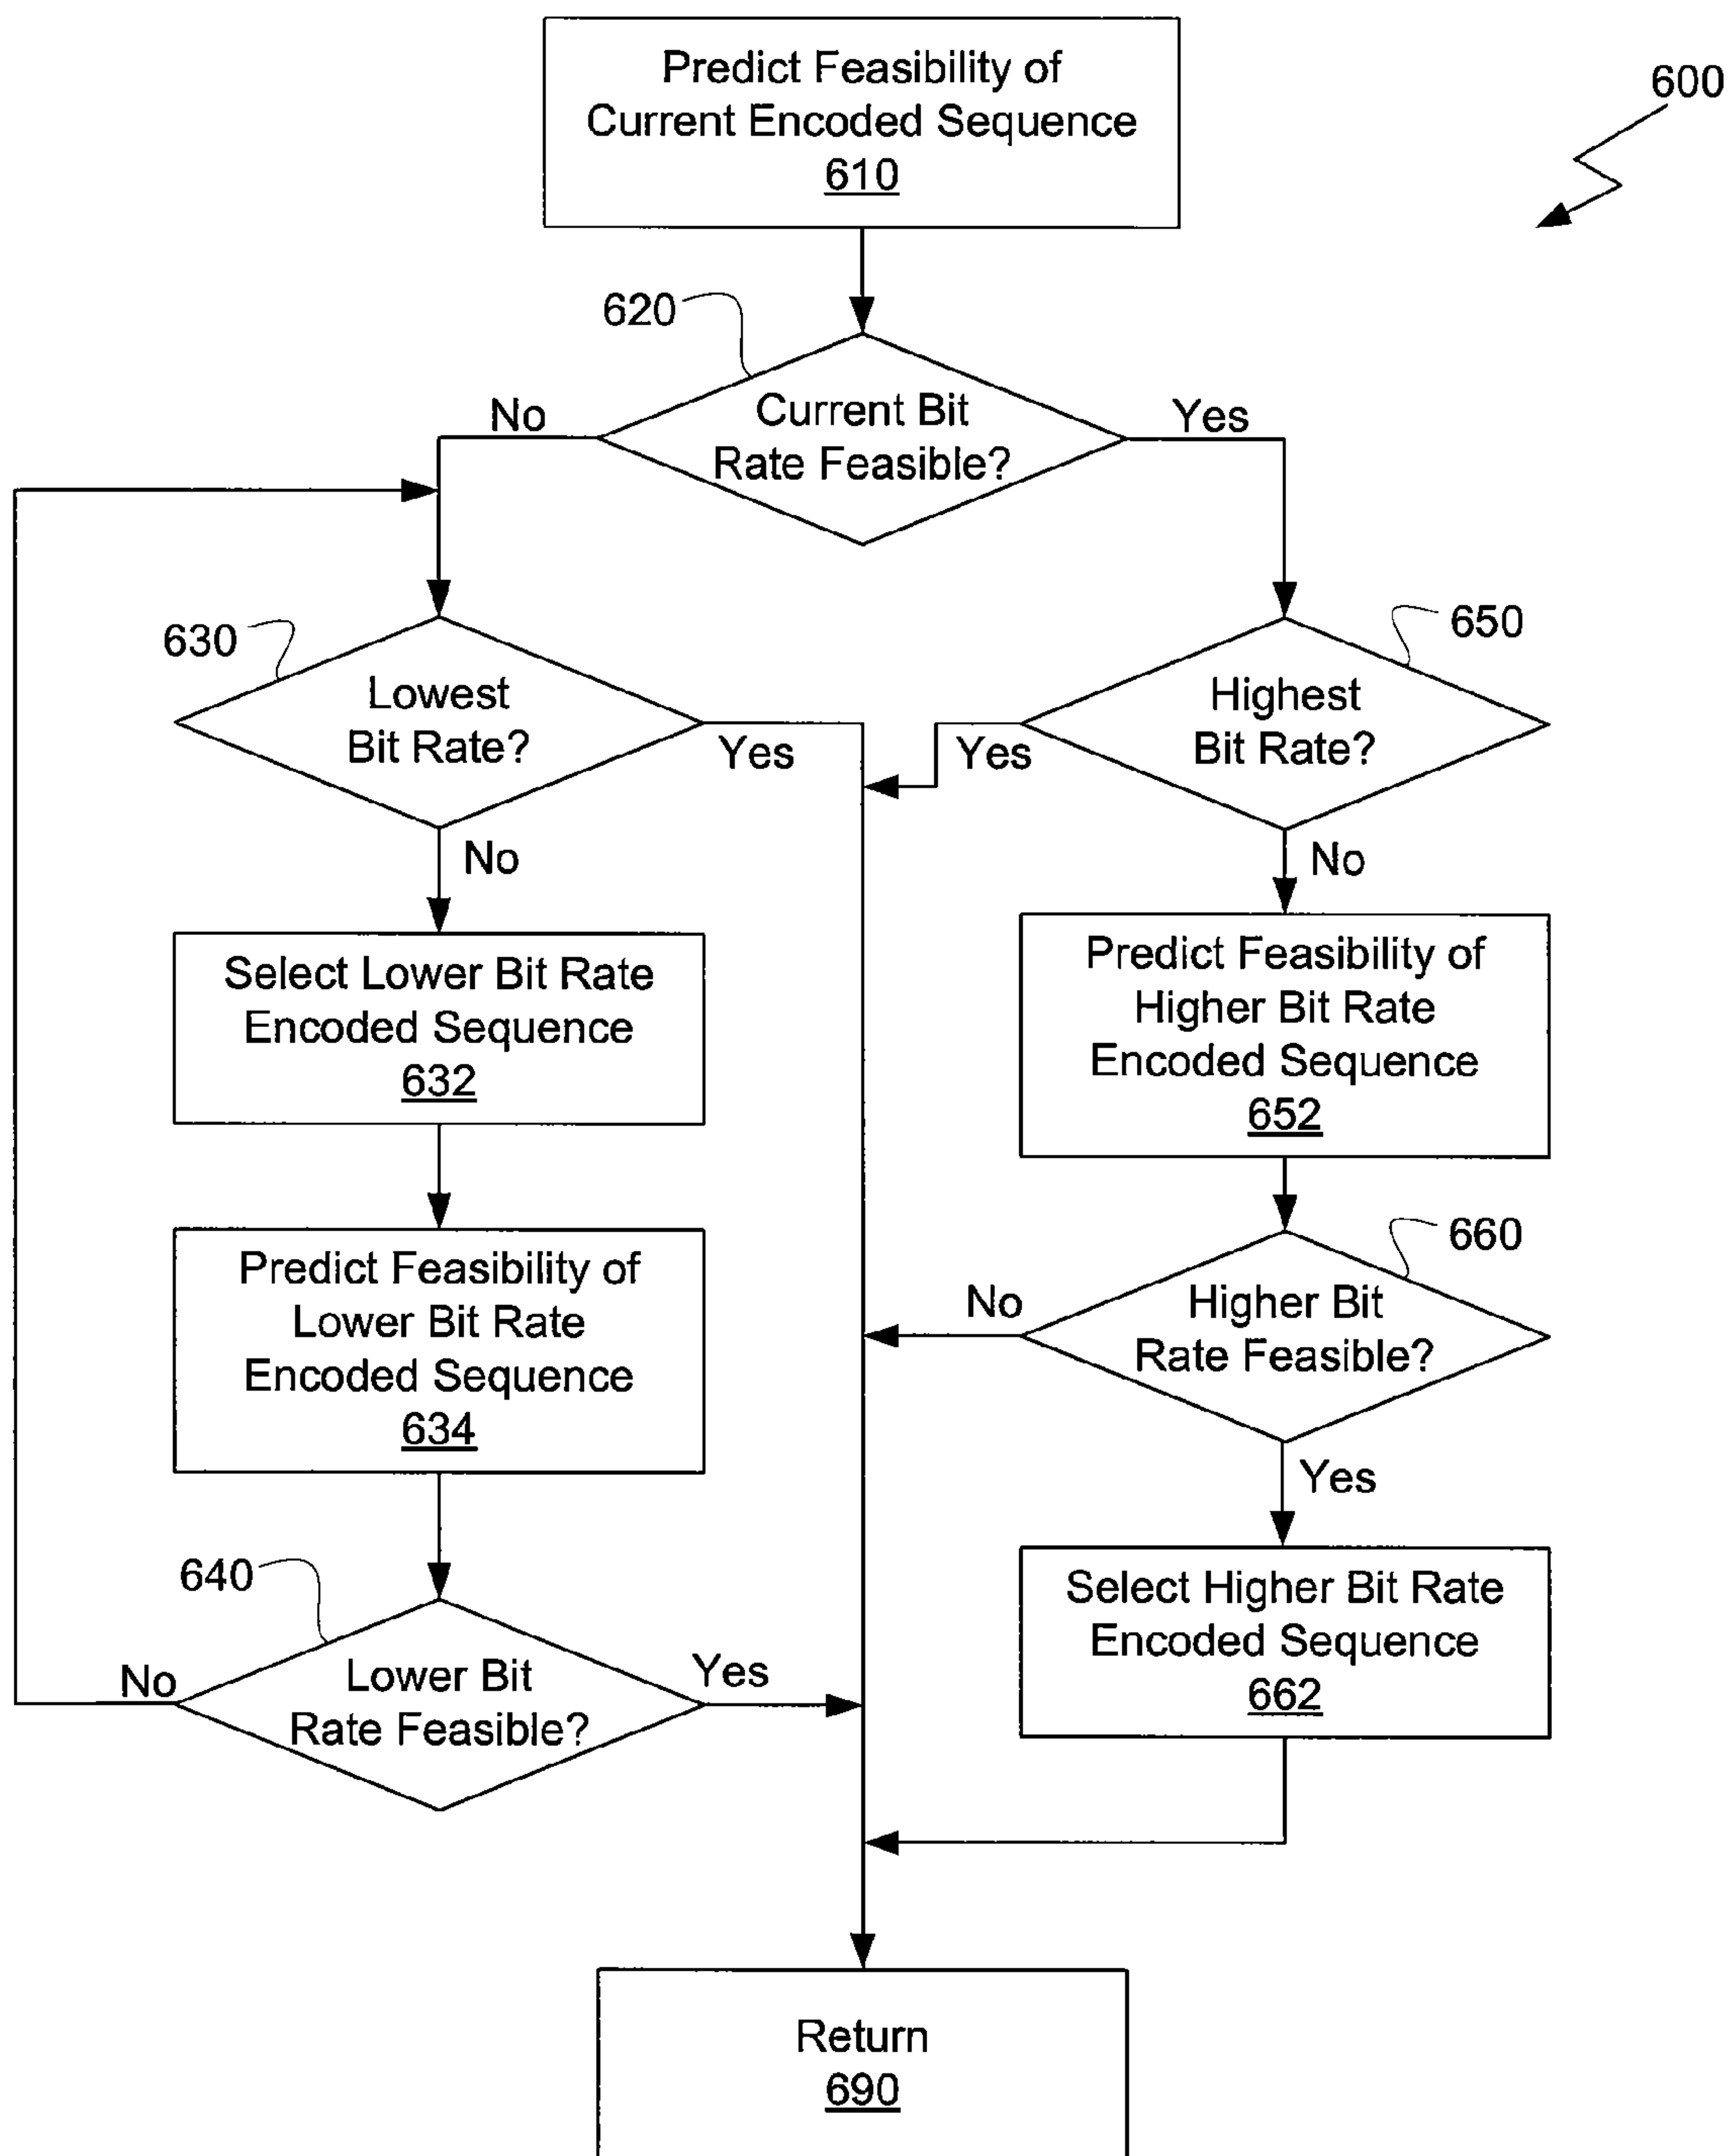 Predict Feasibility of
Current Encoded Sequence
610
600
620
Current Bit
Rate Feasible?
No
Yes
630
Lowest
Bit Rate?
Yes
No
650
Highest
Bit Rate?
Yes
No
Select Lower Bit Rate
Encoded Sequence
632
Predict Feasibility of
Higher Bit Rate
Encoded Sequence
652
Predict Feasibility of
Lower Bit Rate
Encoded Sequence
634
660
Higher Bit
Rate Feasible?
No
Yes
640
Lower Bit
Rate Feasible?
No
Yes
Select Higher Bit Rate
Encoded Sequence
662
Return
690